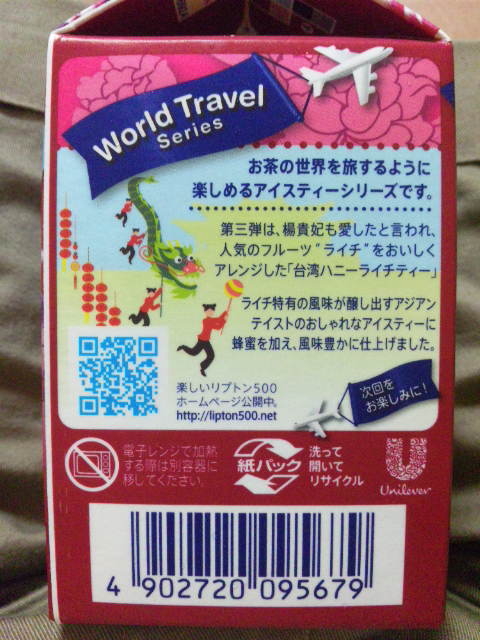 World Travel
Series
お茶の世界を旅するように
楽しめるアイスティーシリーズです。
第三弾は、楊貴妃も愛したと言われ、
人気のフルーツ“ライチ”をおいしく
アレンジした「台湾ハニーライチティー」
ライチ特有の風味が醸し出すアジアン
テイストのおしゃれなアイスティーに
蜂蜜を加え、風味豊かに仕上げました。
楽しいリプトン500
ホームページ公開中。
http://lipton500.net
次回を
お楽しみに!
電子レンジで加熱
する際は別容器に
移してください。
紙パック
洗って
開いて
リサイクル
Unilever
4 902720 095679